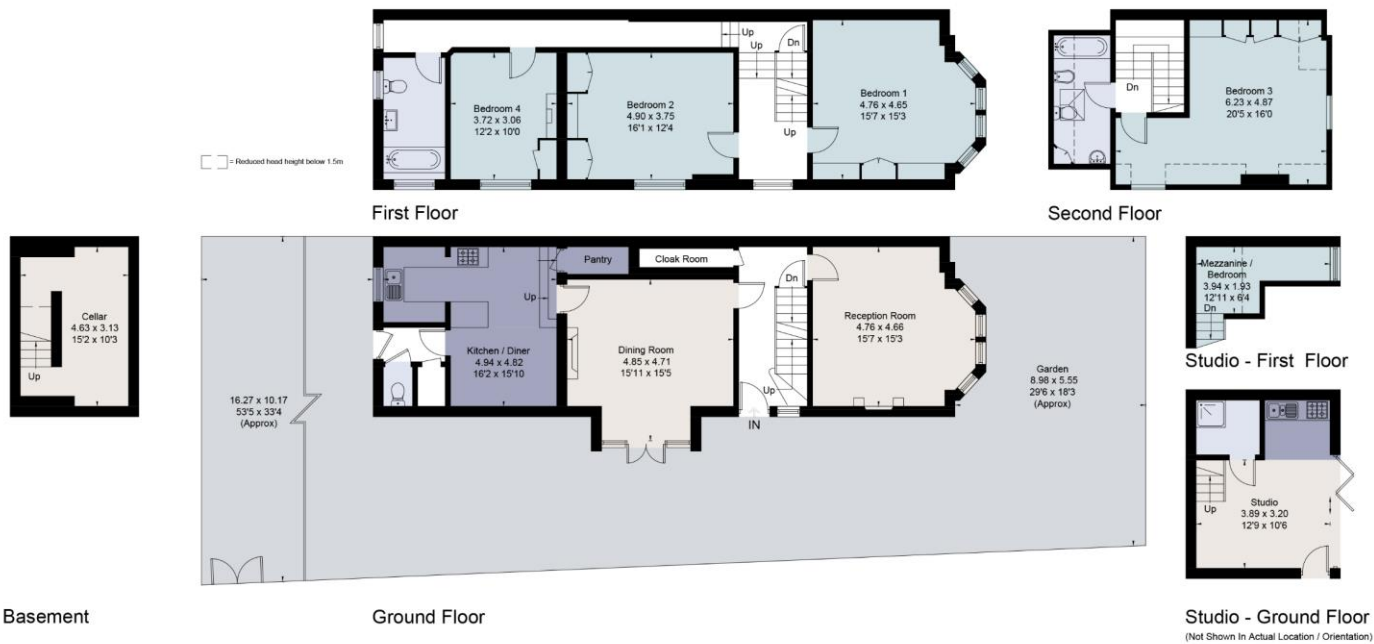 Up
Up
Dn
Up
Bedroom 4
3.72 x 3.06
12'2 x 10'0
Bedroom 2
4.90 x 3.75
16'1 x 12'4
Bedroom 1
4.76 x 4.65
15'7 x 15'3
= Reduced head height below 1.5m
First Floor
Dn
Bedroom 3
6.23 x 4.87
20'5 x 16'0
Second Floor
Cellar
4.63 x 3.13
15'2 x 10'3
Up
Basement
16.27 x 10.17
53'5 x 33'4
(Approx)
Pantry
Cloak Room
Up
Dn
Kitchen / Diner
4.94 x 4.82
16'2 x 15'10
Dining Room
4.85 x 4.71
15'11 x 15'5
Up
IN
Reception Room
4.76 x 4.66
15'7 x 15'3
Garden
8.98 x 5.55
29'6 x 18'3
(Approx)
Ground Floor
Mezzanine /
Bedroom
3.94 x 1.93
12'11 x 6'4
Dn
Studio - First Floor
Up
Studio
3.89 x 3.20
12'9 x 10'6
Studio - Ground Floor
(Not Shown In Actual Location / Orientation)